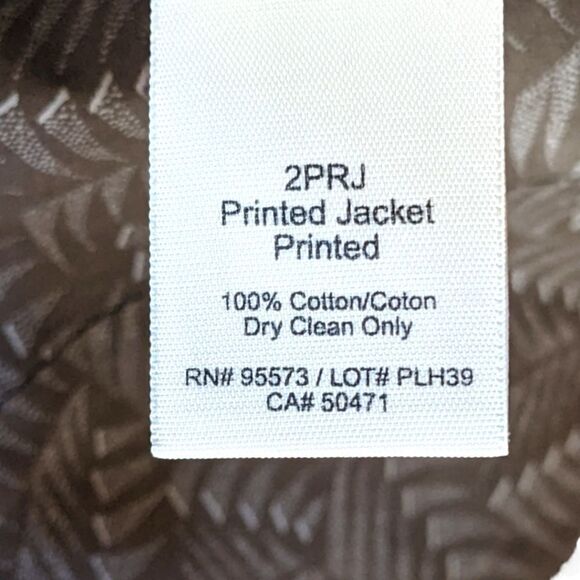 2PRJ
Printed Jacket
Printed
100% Cotton/Coton
Dry Clean Only
RN# 95573 / LOT# PLH39
CA# 50471